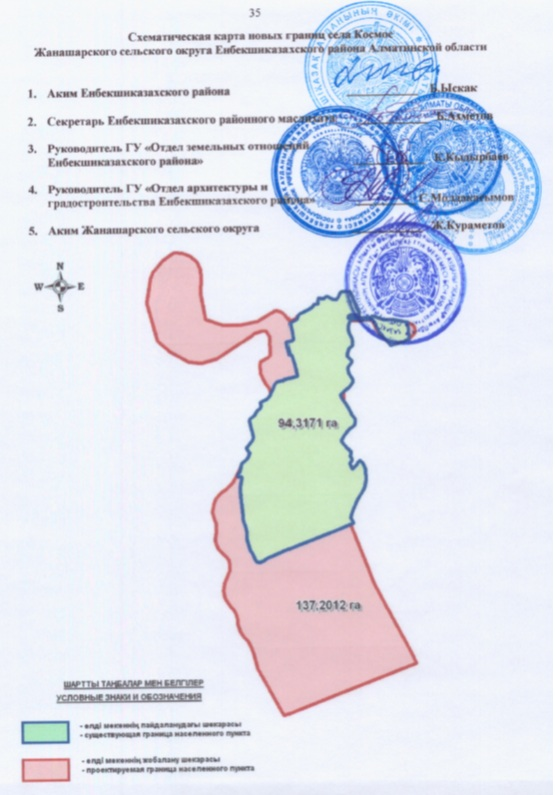 35
Схематическая карта новых границ села Космос
Жанашарского сельского округа Енбекшиказахского района Алматинской области
1. Аким Енбекшиказахского района Б.Ыскак
2. Секретарь Енбекшиказахского районного маслихата Б.Ахметов
3. Руководитель ГУ «Отдел земельных отношений
Енбекшиказахского района» К.Кыдырбаев
4. Руководитель ГУ «Отдел архитектуры и
градостроительства Енбекшиказахского района»
5. Аким Жанашарского сельского округа Ж.Кураметов
N
W E
S
94,3171 га
137,2012 га
ШАРТТЫ ТАҢБАЛАР МЕН БЕЛГІЛЕР
УСЛОВНЫЕ ЗНАКИ И ОБОЗНАЧЕНИЯ
- елді мекеннің пайдаланудағы шекарасы
- существующая граница населенного пункта
- елді мекеннің жобалану шекарасы
- проектируемая граница населенного пункта